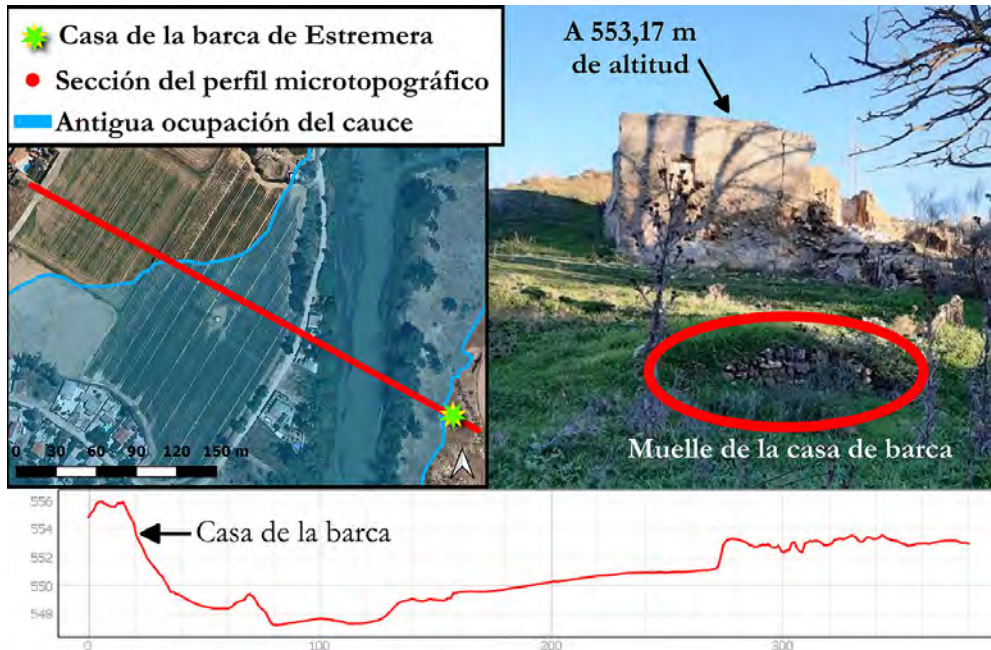 Casa de la barca de Estremera
Sección del perfil microtopográfico
Antigua ocupación del cauce
A 553,17 m
de altitud
0 30 60 90 120 150 m
Muelle de la casa de barca
556
554
552
550
548
Casa de la barca
0 100 200 300